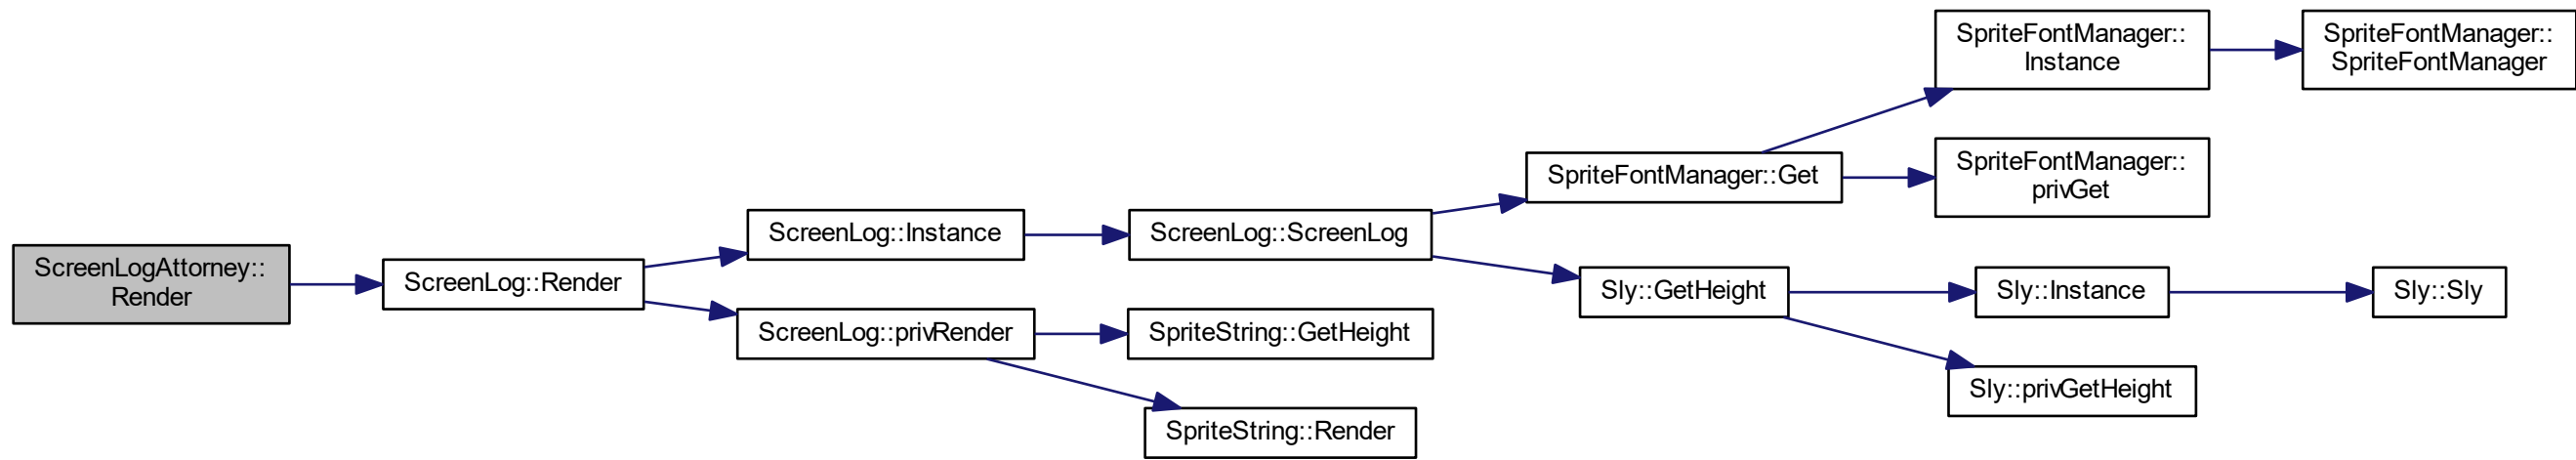 ScreenLogAttorney::
Render
ScreenLog::Render
ScreenLog::Instance
ScreenLog::privRender
ScreenLog::ScreenLog
SpriteString::GetHeight
SpriteString::Render
SpriteFontManager::Get
Sly::GetHeight
SpriteFontManager::
Instance
SpriteFontManager::
privGet
Sly::Instance
Sly::privGetHeight
SpriteFontManager::
SpriteFontManager
Sly::Sly